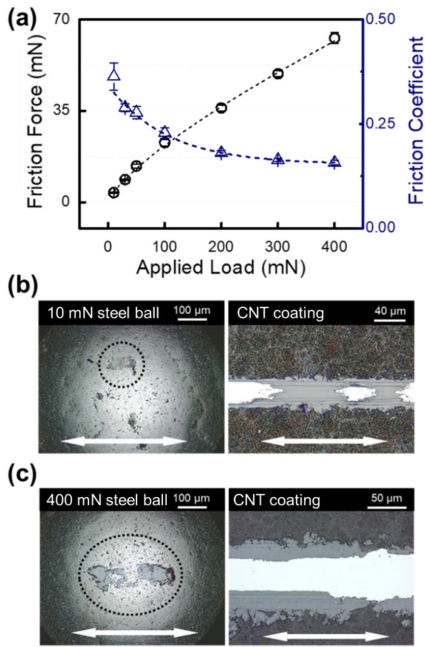 (a)
70
35
0
Friction Force (mN)
0.50
0.25
0.00
Friction Coefficient
0 100 200 300 400
Applied Load (mN)
(b)
10 mN steel ball 100 µm
CNT coating 40 µm
(c)
400 mN steel ball 100 µm
CNT coating 50 µm